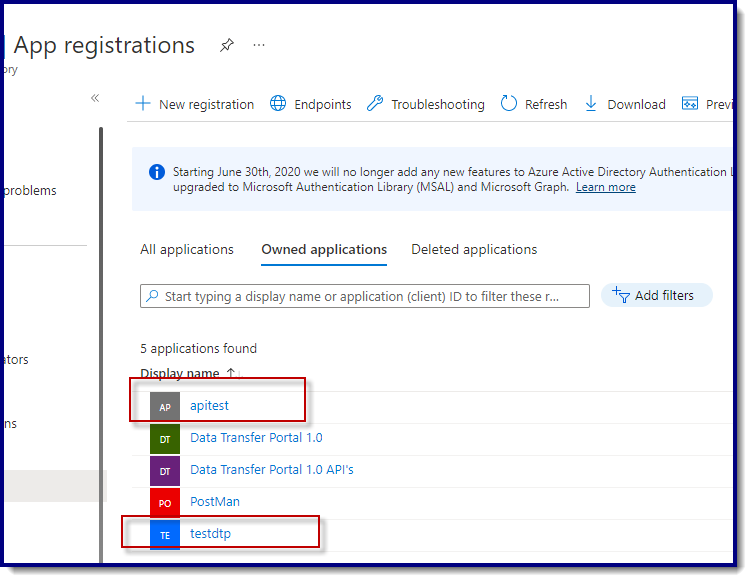 App registrations
ory
New registration Endpoints Troubleshooting Refresh Download Previ
problems
Starting June 30th, 2020 we will no longer add any new features to Azure Active Directory Authentication L
upgraded to Microsoft Authentication Library (MSAL) and Microsoft Graph. Learn more
All applications Owned applications Deleted applications
Start typing a display name or application (client) ID to filter these r...
Add filters
5 applications found
ators
Display name
AP apitest
ns
DT Data Transfer Portal 1.0
DT Data Transfer Portal 1.0 API's
PO PostMan
TE testdtp